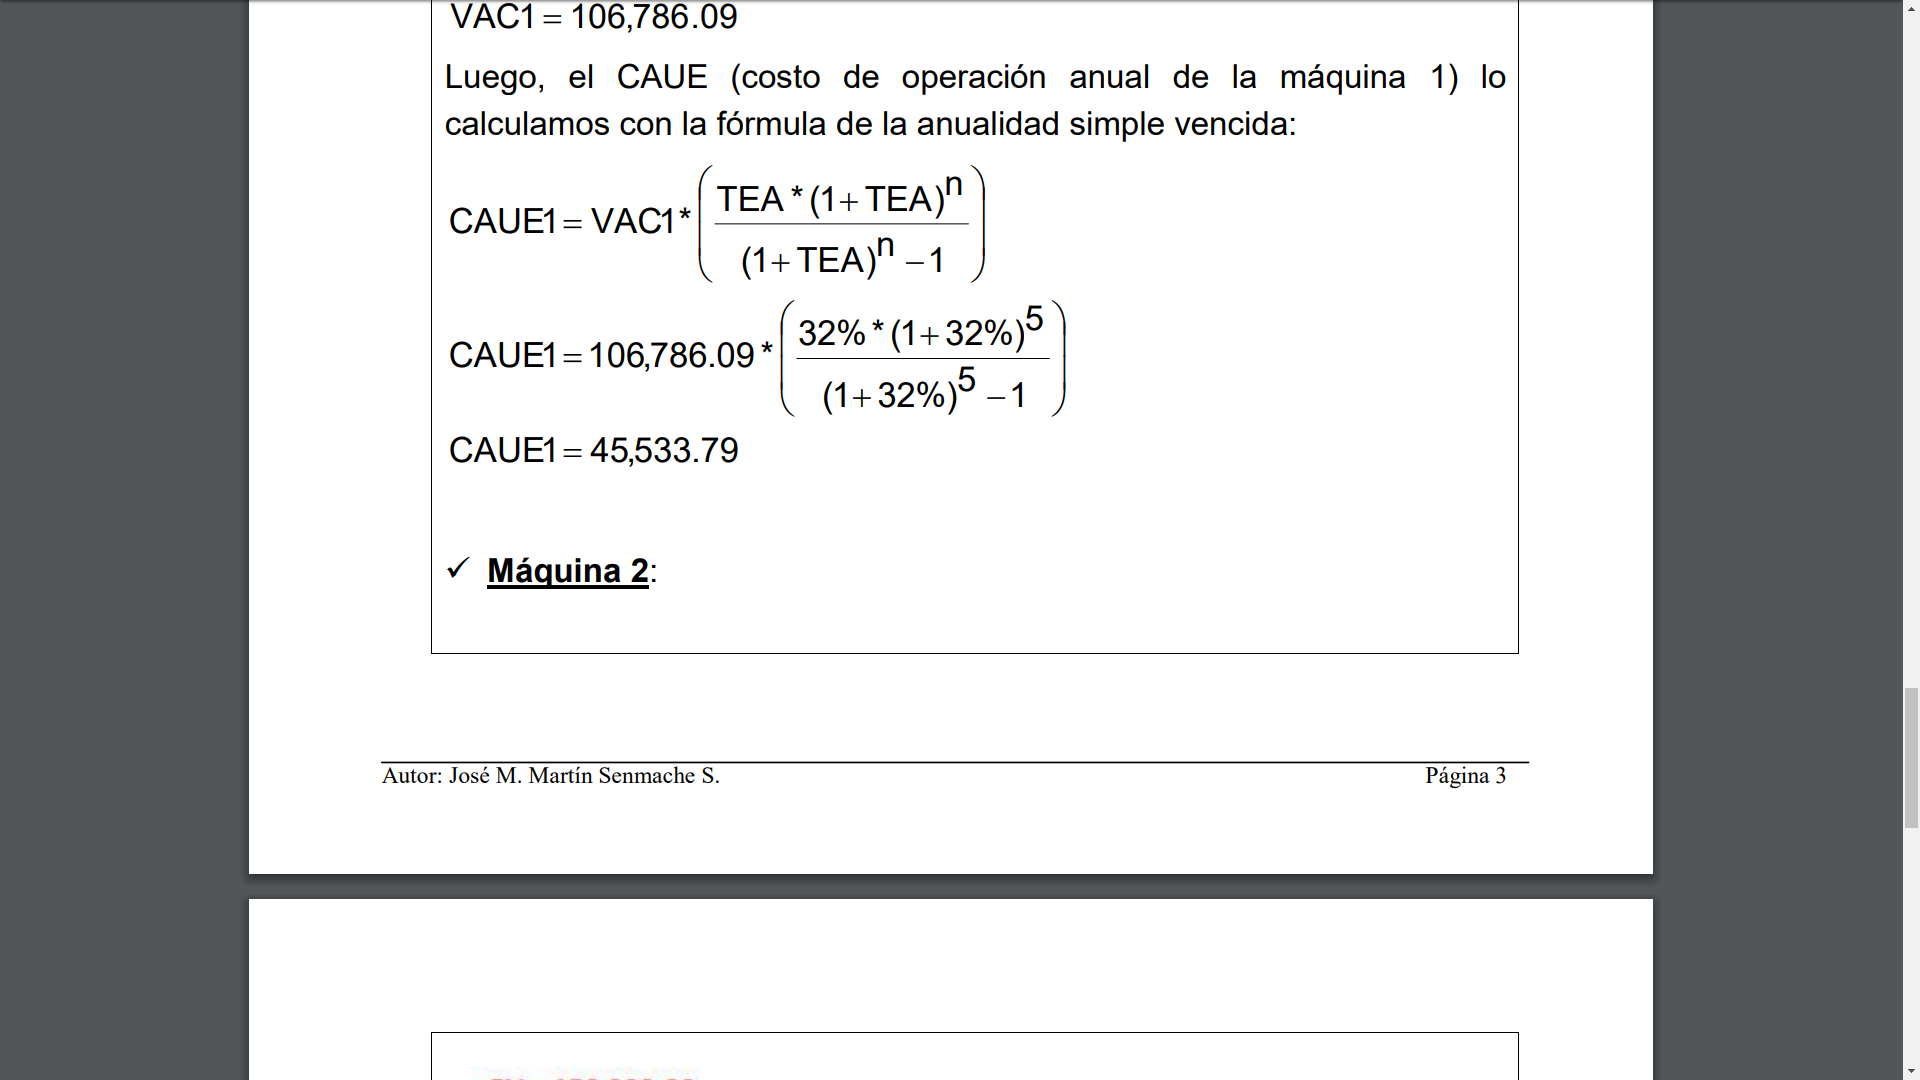 VAC1 = 106,786.09
Luego, el CAUE (costo de operación anual de la máquina 1) lo
calculamos con la fórmula de la anualidad simple vencida:
CAUE1 = VAC1 * ( TEA * (1 + TEA)^n / (1 + TEA)^n − 1 )
CAUE1 = 106,786.09 * ( 32% * (1 + 32%)^5 / (1 + 32%)^5 − 1 )
CAUE1 = 45,533.79
✓ Máquina 2:
Autor: José M. Martín Senmache S.
Página 3